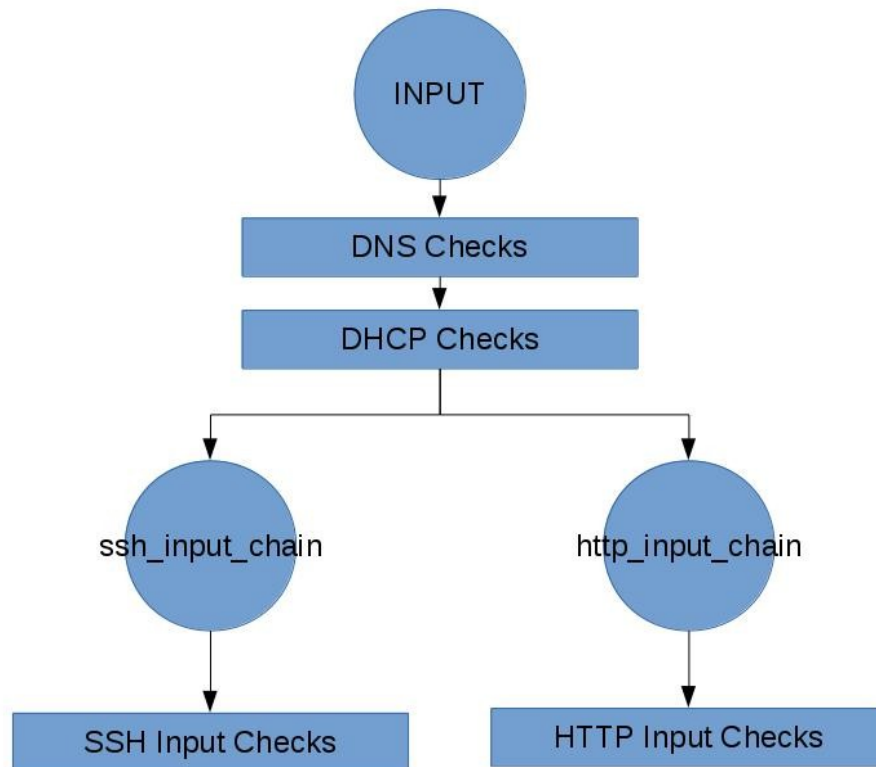 INPUT
DNS Checks
DHCP Checks
ssh_input_chain
http_input_chain
SSH Input Checks
HTTP Input Checks